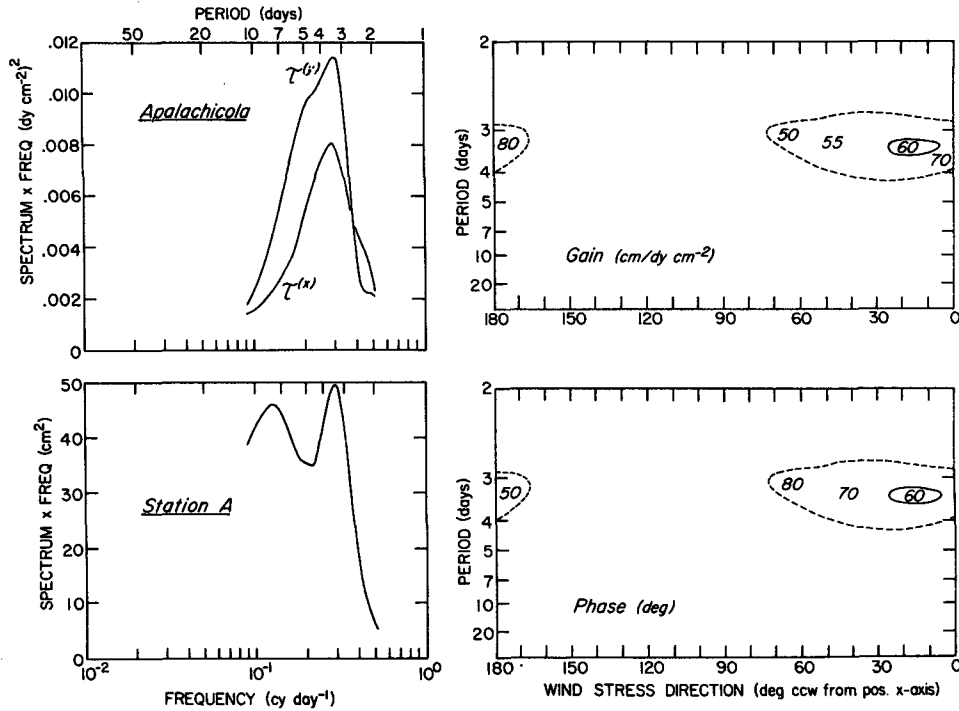 PERIOD (days)
50 20 10 7 5 4 3 2 1
.012
.010
.008
.006
.004
.002
0
SPECTRUM x FREQ (dy cm⁻²)²
Apalachicola
τ(y)
τ(x)
50
40
30
20
10
0
SPECTRUM x FREQ (cm²)
Station A
10⁻² 10⁻¹ 10⁰
FREQUENCY (cy day⁻¹)
2
3
4
5
7
10
20
PERIOD (days)
80 50 55 60 70
Gain (cm/dy cm⁻²)
180 150 120 90 60 30 0
2
3
4
5
7
10
20
PERIOD (days)
50 80 70 60
Phase (deg)
180 150 120 90 60 30 0
WIND STRESS DIRECTION (deg ccw from pos. x-axis)